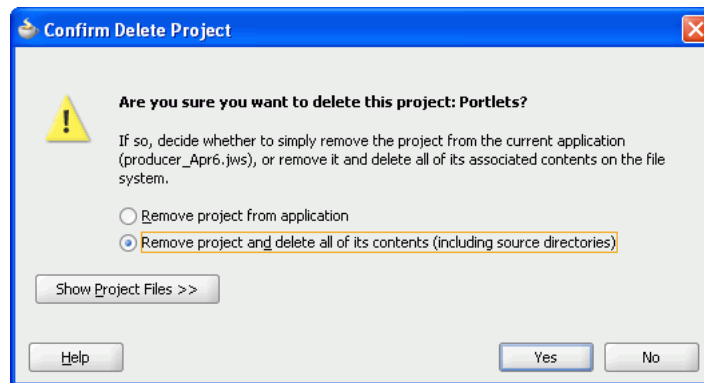 Confirm Delete Project
Are you sure you want to delete this project: Portlets?
If so, decide whether to simply remove the project from the current application
(producer_Apr6.jws), or remove it and delete all of its associated contents on the file
system.
Remove project from application
Remove project and delete all of its contents (including source directories)
Show Project Files >>
Help
Yes
No